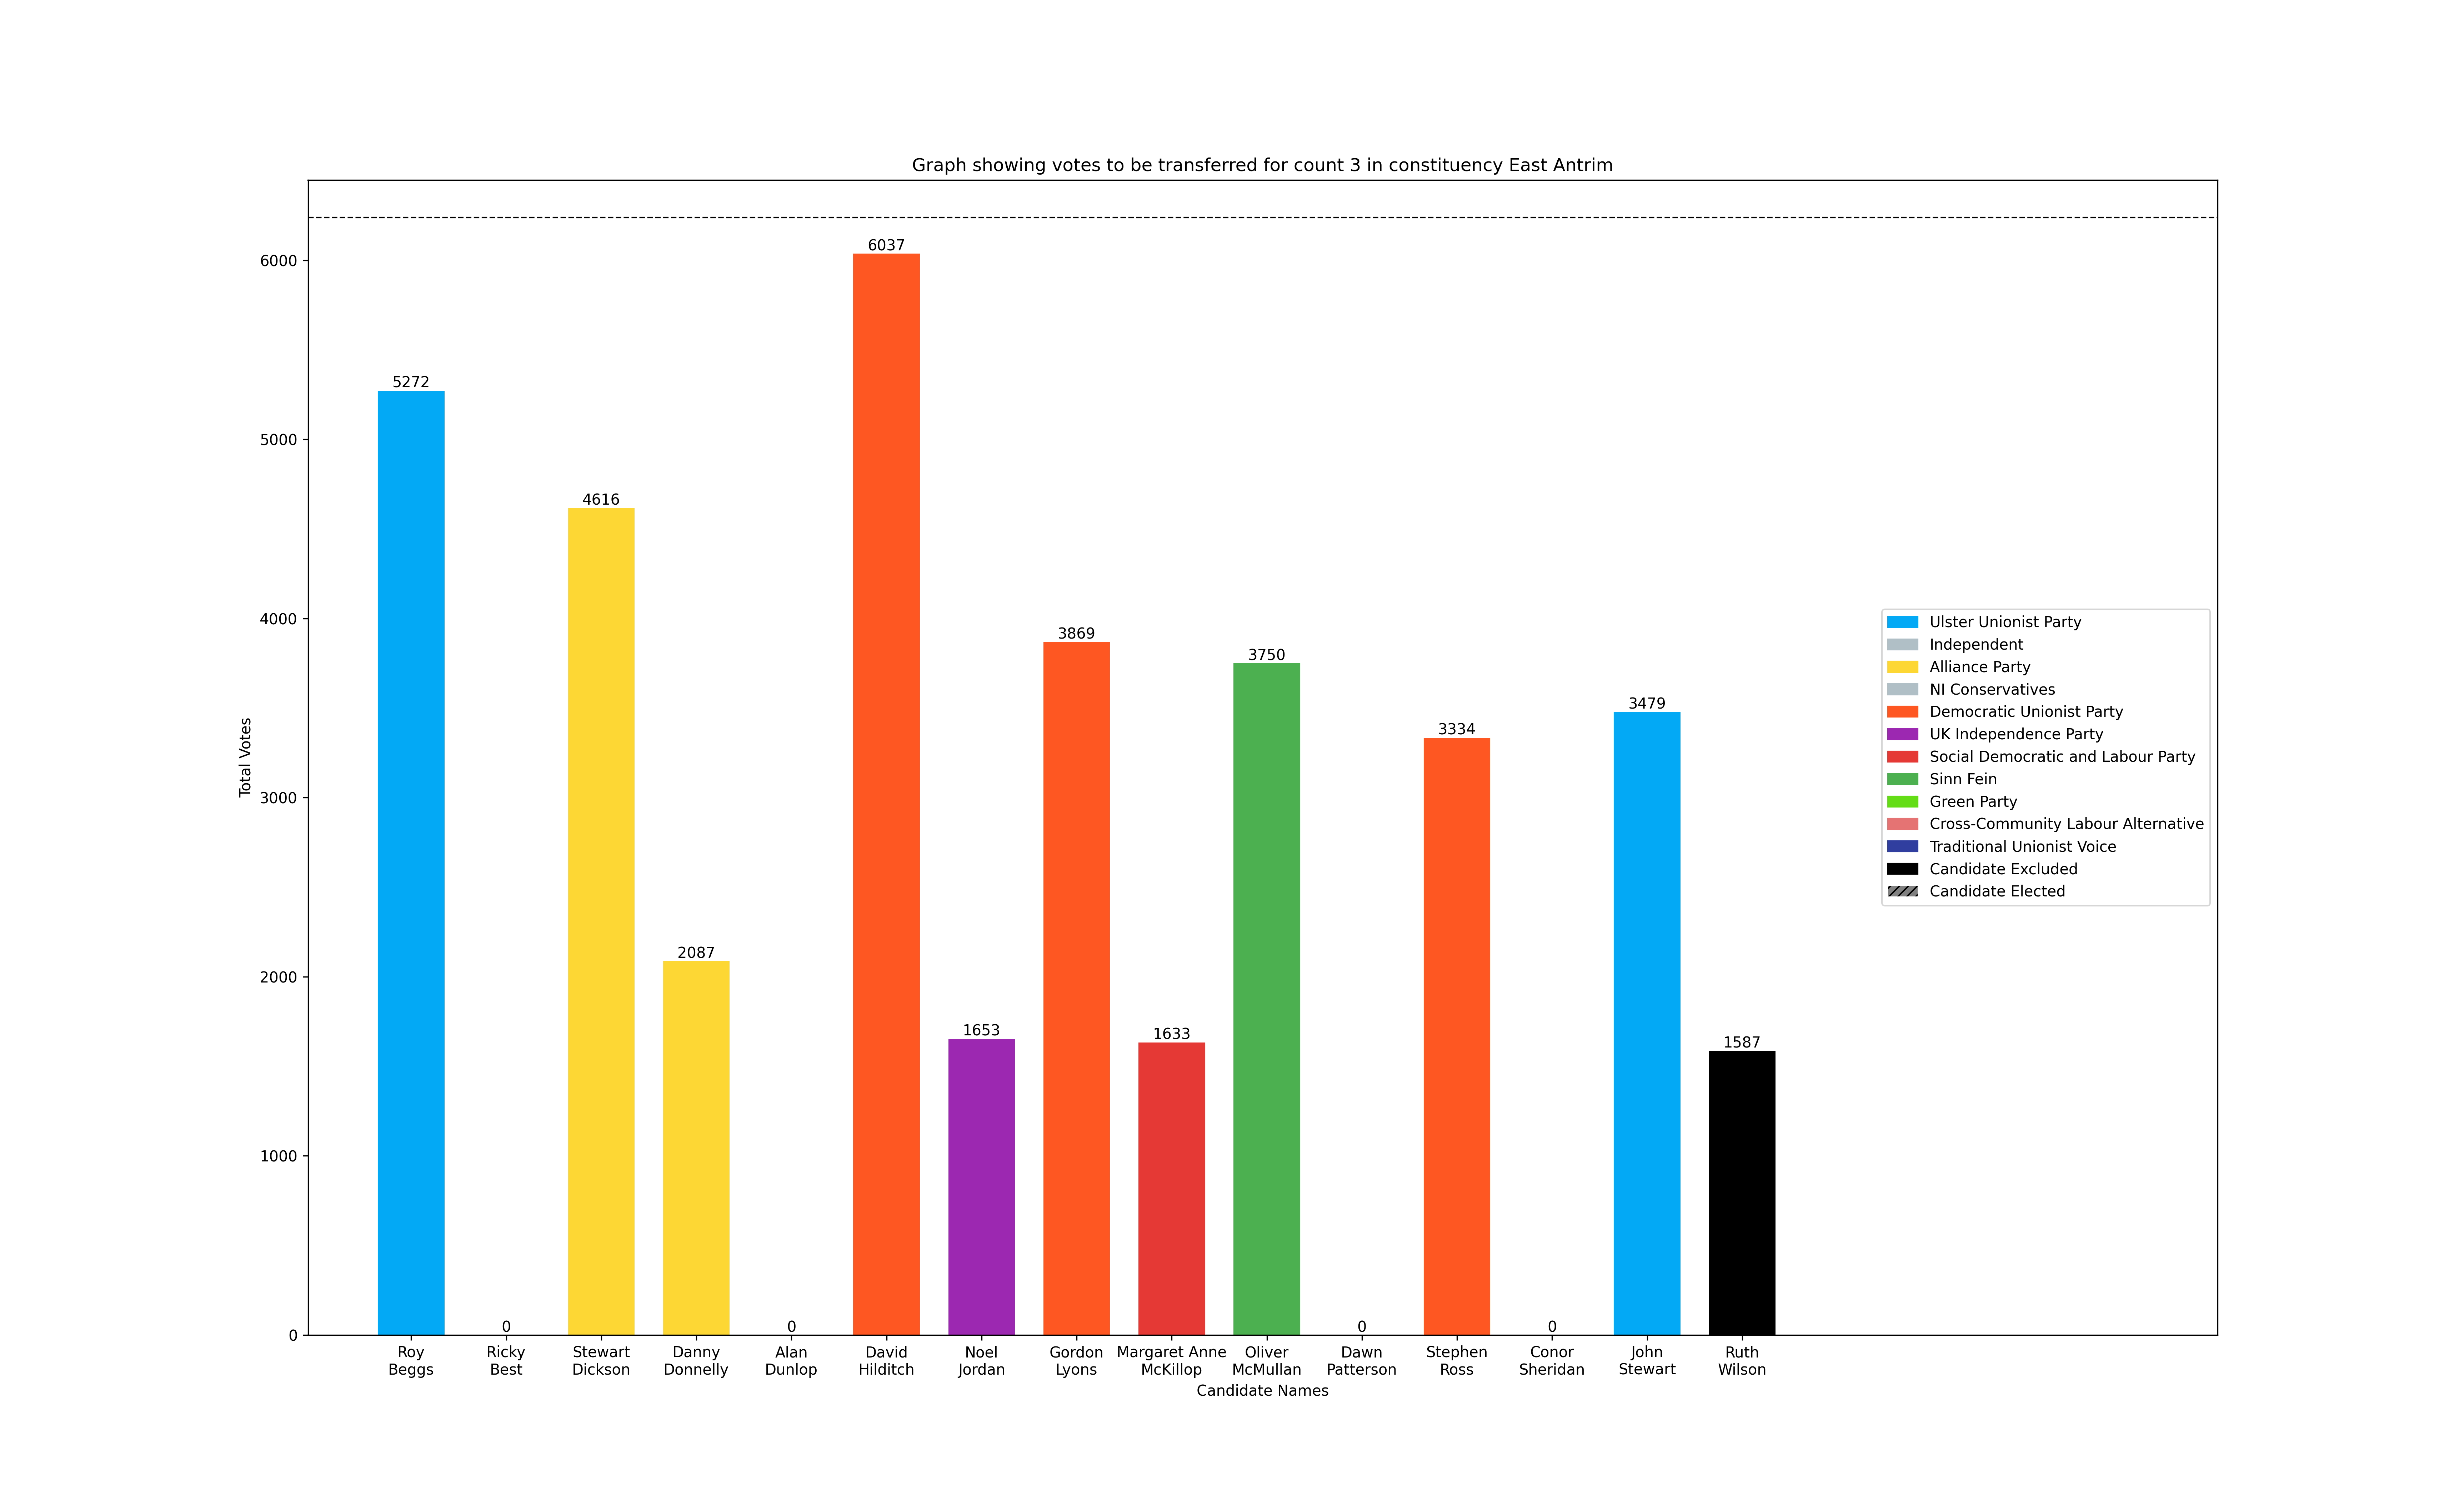 Graph showing votes to be transferred for count 3 in constituency East Antrim
Total Votes
6000
5000
4000
3000
2000
1000
0
5272
0
4616
2087
0
6037
1653
3869
1633
3750
0
3334
0
3479
1587
Roy
Beggs
Ricky
Best
Stewart
Dickson
Danny
Donnelly
Alan
Dunlop
David
Hilditch
Noel
Jordan
Gordon
Lyons
Margaret Anne
McKillop
Oliver
McMullan
Dawn
Patterson
Stephen
Ross
Conor
Sheridan
John
Stewart
Ruth
Wilson
Candidate Names
Ulster Unionist Party
Independent
Alliance Party
NI Conservatives
Democratic Unionist Party
UK Independence Party
Social Democratic and Labour Party
Sinn Fein
Green Party
Cross-Community Labour Alternative
Traditional Unionist Voice
Candidate Excluded
Candidate Elected